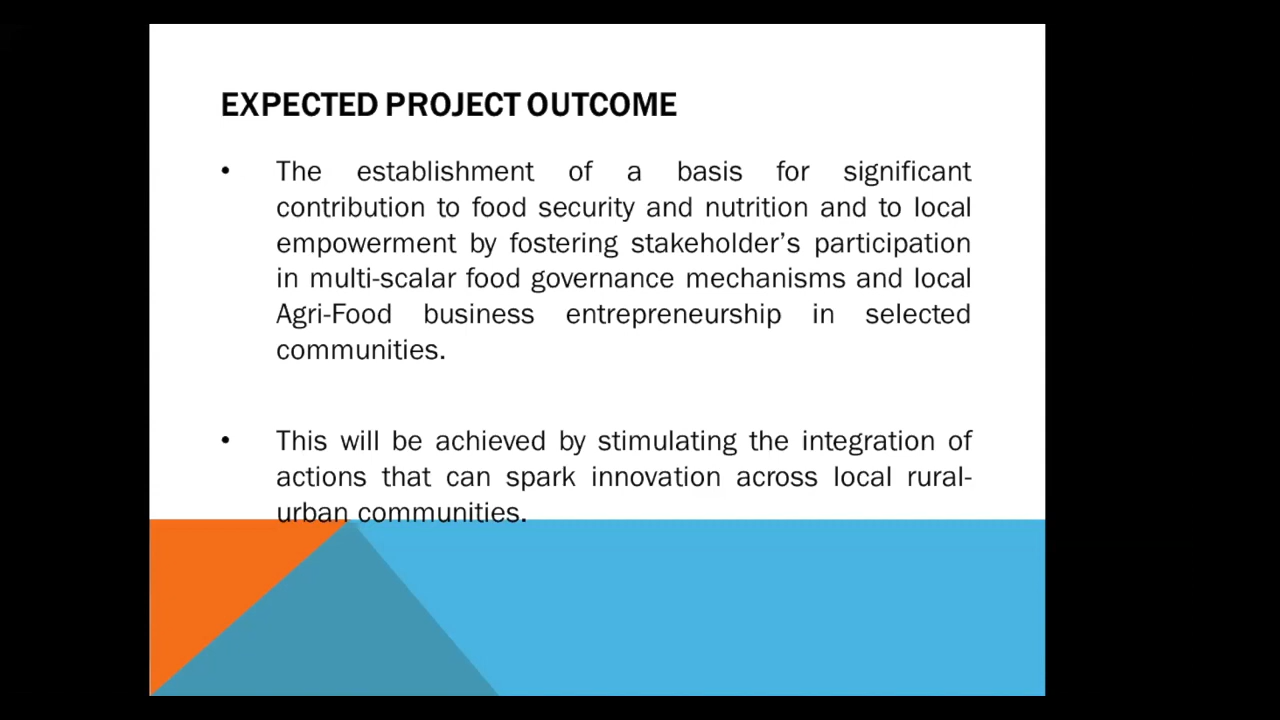 EXPECTED PROJECT OUTCOME
• The establishment of a basis for significant
contribution to food security and nutrition and to local
empowerment by fostering stakeholder’s participation
in multi-scalar food governance mechanisms and local
Agri-Food business entrepreneurship in selected
communities.
• This will be achieved by stimulating the integration of
actions that can spark innovation across local rural-
urban communities.